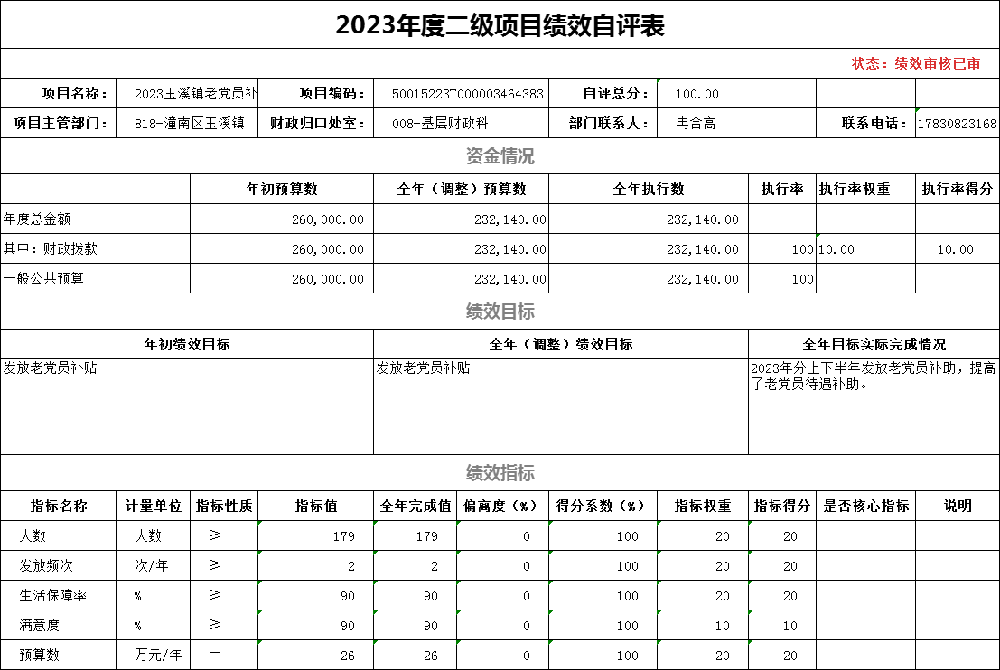 2023年度二级项目绩效自评表
状态：绩效审核已审
项目名称： 2023玉溪镇老党员补 项目编码： 50015223T000003464383 自评总分： 100.00
项目主管部门： 818-潼南区玉溪镇 财政归口处室： 008-基层财政科 部门联系人： 冉合高 联系电话： 17830823168
资金情况
年初预算数 全年（调整）预算数 全年执行数 执行率 执行率权重 执行率得分
年度总金额 260,000.00 232,140.00 232,140.00
其中：财政拨款 260,000.00 232,140.00 232,140.00 100 10.00 10.00
一般公共预算 260,000.00 232,140.00 232,140.00 100
绩效目标
年初绩效目标 全年（调整）绩效目标 全年目标实际完成情况
发放老党员补贴 发放老党员补贴 2023年分上下半年发放老党员补助，提高
了老党员待遇补助。
绩效指标
指标名称 计量单位 指标性质 指标值 全年完成值 偏离度（%） 得分系数（%） 指标权重 指标得分 是否核心指标 说明
人数 人数 ≥ 179 179 0 100 20 20
发放频次 次/年 ≥ 2 2 0 100 20 20
生活保障率 % ≥ 90 90 0 100 20 20
满意度 % ≥ 90 90 0 100 10 10
预算数 万元/年 ＝ 26 26 0 100 20 20